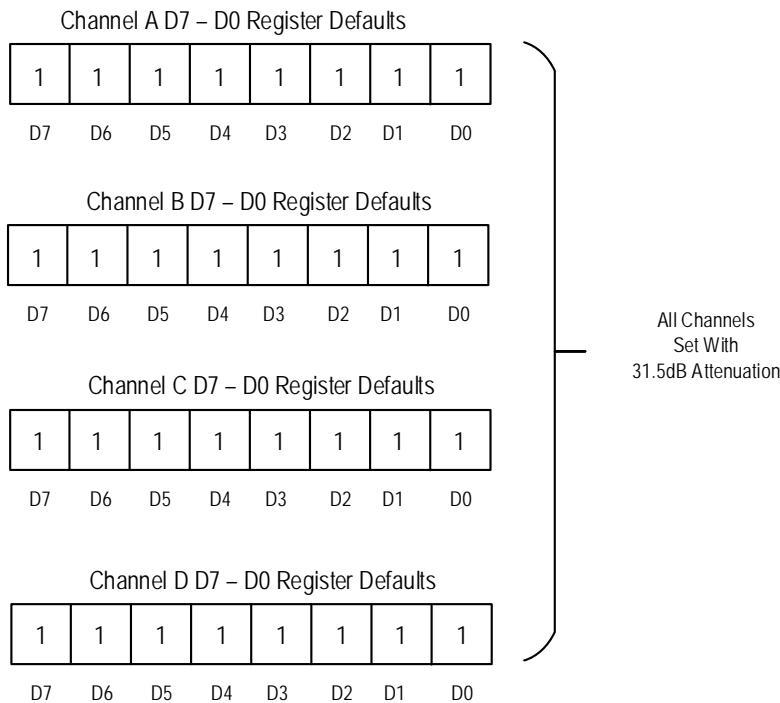 Channel A D7 – D0 Register Defaults
1 1 1 1 1 1 1 1
D7 D6 D5 D4 D3 D2 D1 D0
Channel B D7 – D0 Register Defaults
1 1 1 1 1 1 1 1
D7 D6 D5 D4 D3 D2 D1 D0
Channel C D7 – D0 Register Defaults
1 1 1 1 1 1 1 1
D7 D6 D5 D4 D3 D2 D1 D0
Channel D D7 – D0 Register Defaults
1 1 1 1 1 1 1 1
D7 D6 D5 D4 D3 D2 D1 D0
All Channels
Set With
31.5dB Attenuation